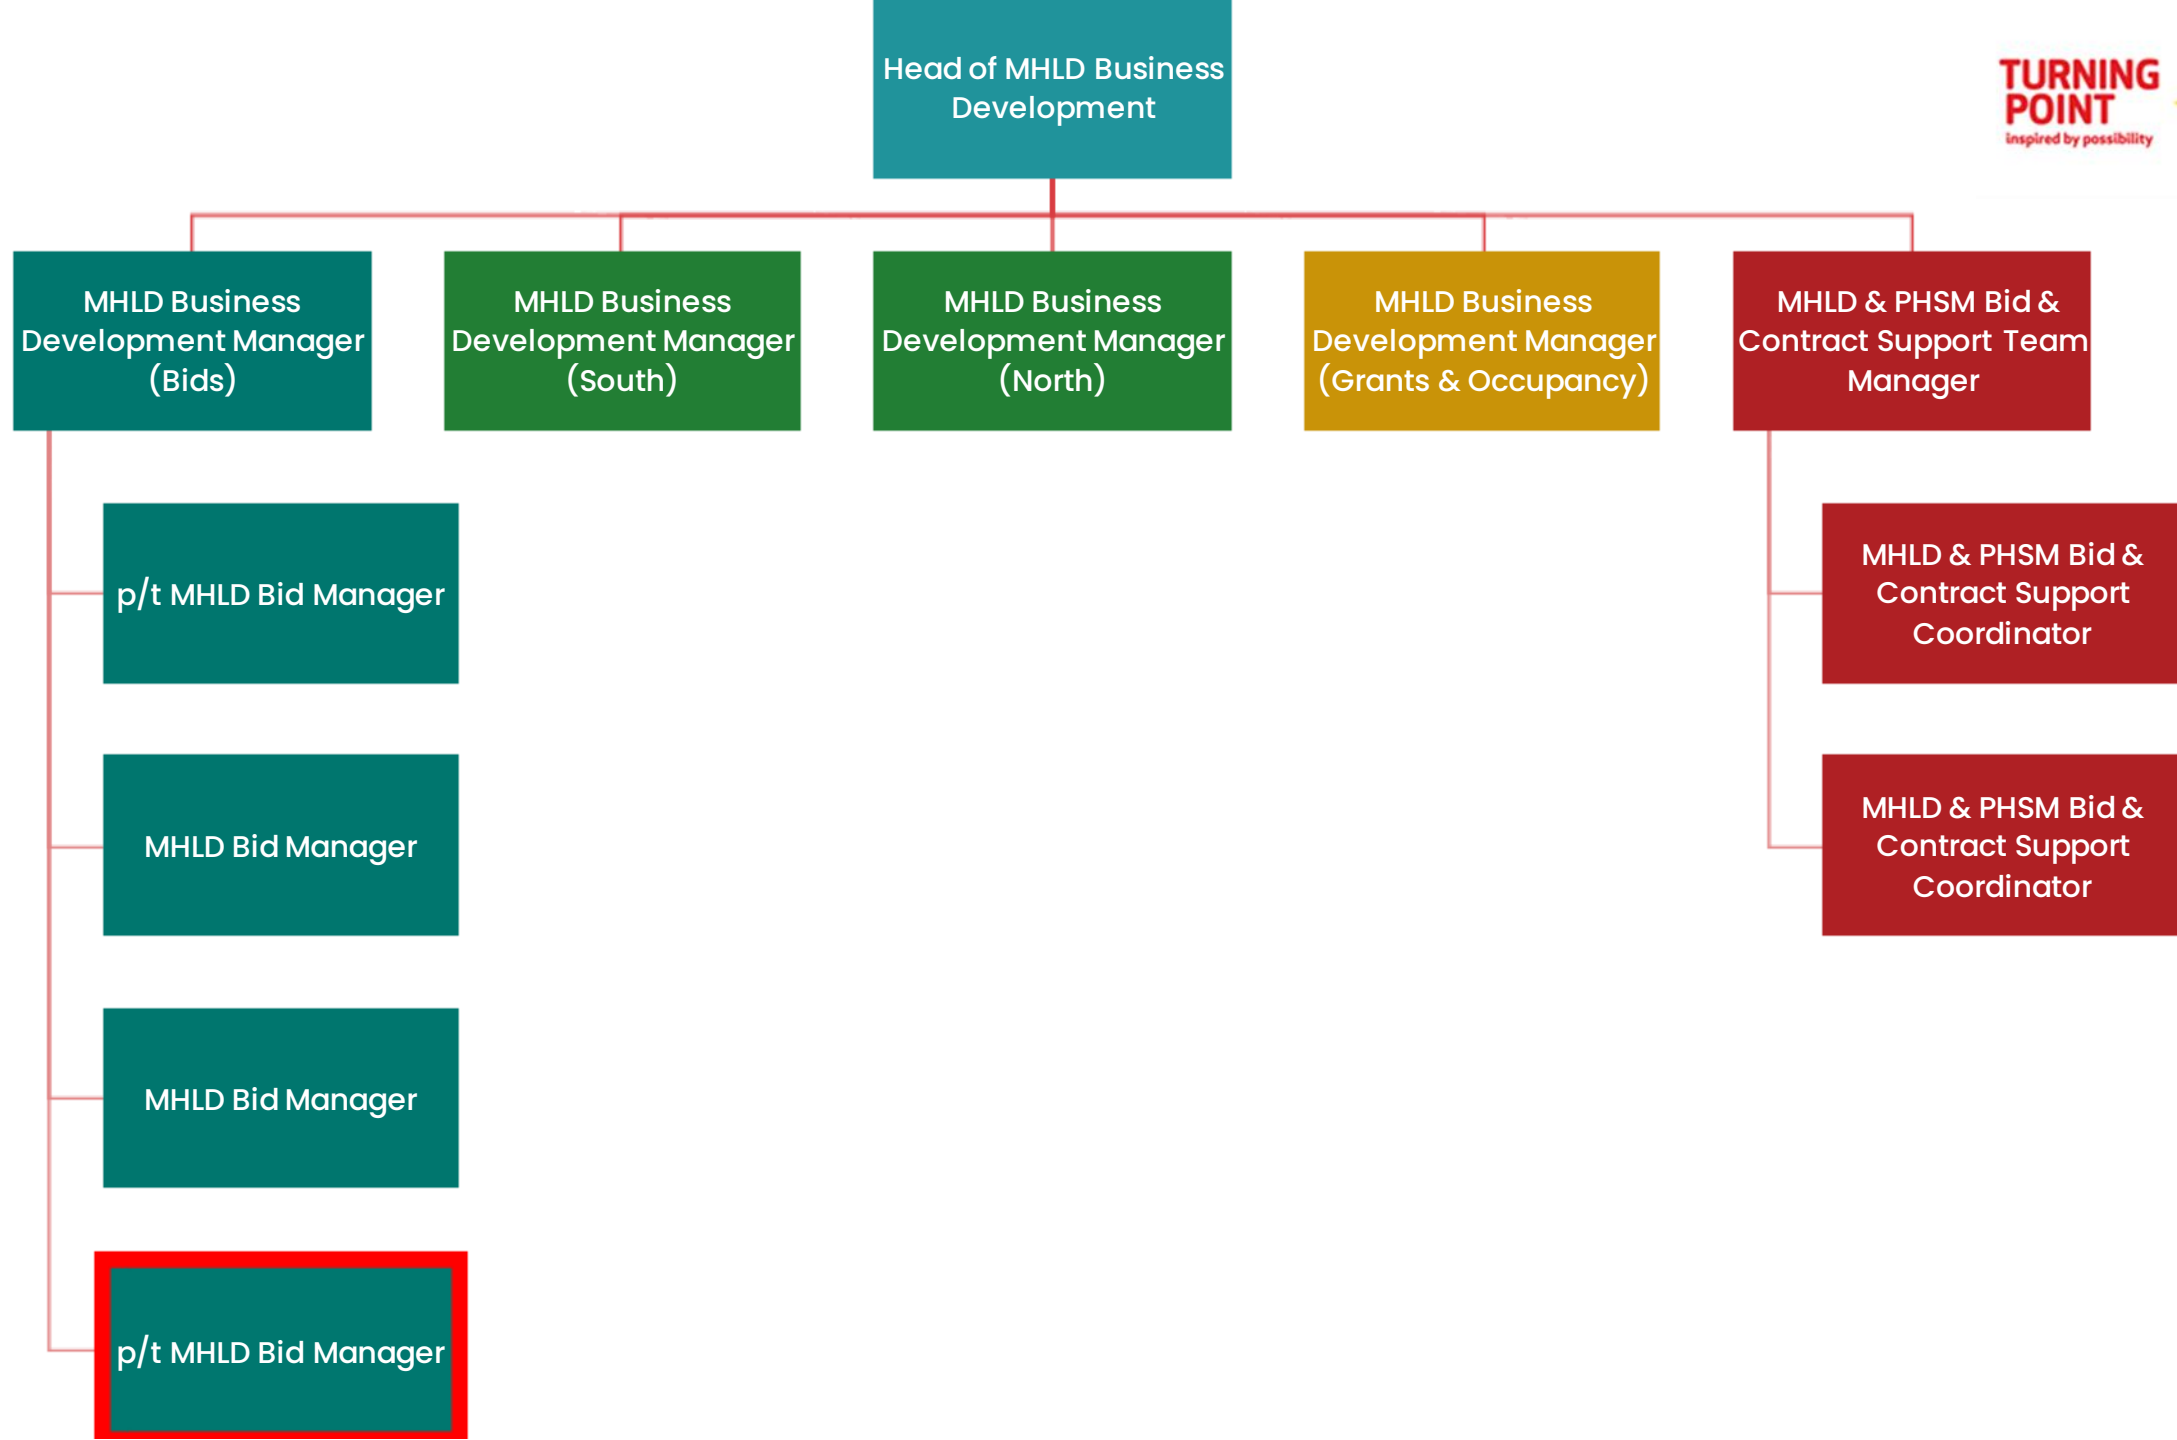 Head of MHLD Business
Development
TURNING
POINT
inspired by possibility
MHLD Business
Development Manager
(Bids)
MHLD Business
Development Manager
(South)
MHLD Business
Development Manager
(North)
MHLD Business
Development Manager
(Grants & Occupancy)
MHLD & PHSM Bid &
Contract Support Team
Manager
p/t MHLD Bid Manager
MHLD & PHSM Bid &
Contract Support
Coordinator
MHLD Bid Manager
MHLD & PHSM Bid &
Contract Support
Coordinator
MHLD Bid Manager
p/t MHLD Bid Manager